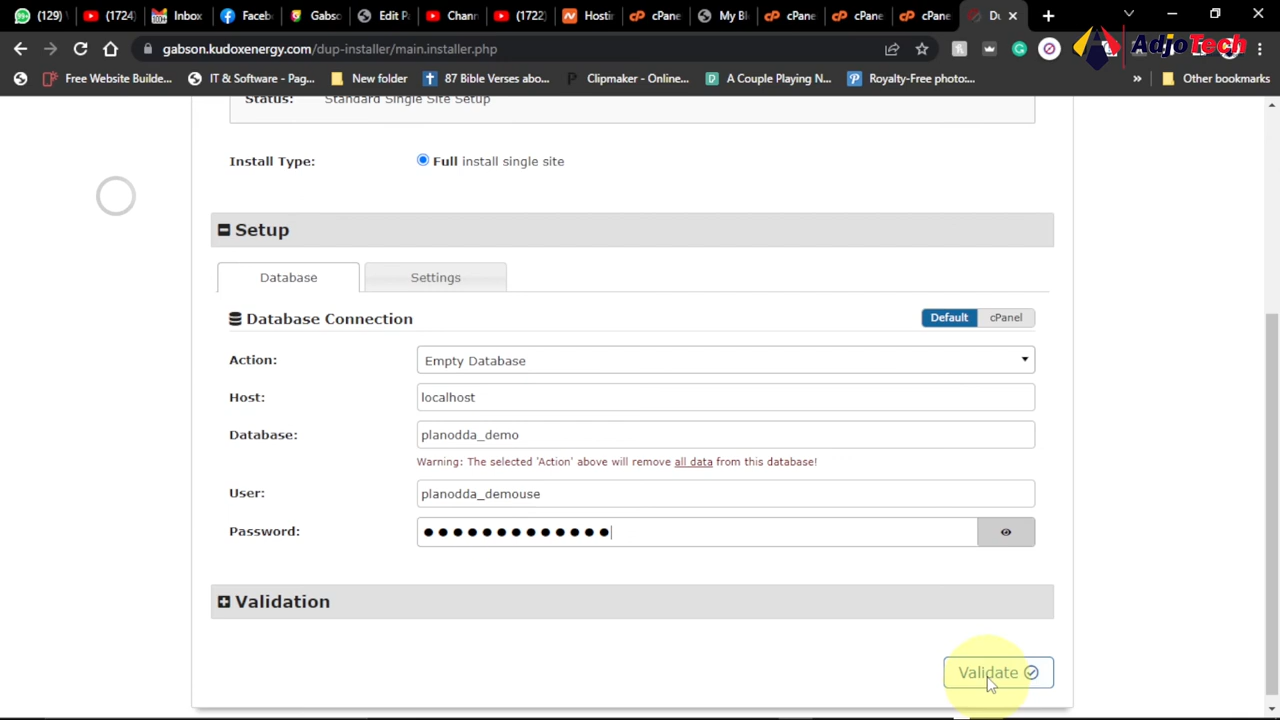 (129)
(1724)
Inbox
Faceb
Gabso
Edit P
Chann
(1722)
Hostin
cPane
My Bl
cPane
cPane
cPane
Du
gabson.kudoxenergy.com/dup-installer/main.installer.php
AdjoTech
Free Website Builde...
IT & Software - Pag...
New folder
87 Bible Verses abo...
Clipmaker - Online...
A Couple Playing N...
Royalty-Free photo:...
»
Other bookmarks
Status: Standard Single Site Setup
Install Type: Full install single site
Setup
Database Settings
Database Connection
Default cPanel
Action: Empty Database
Host: localhost
Database: planodda_demo
Warning: The selected 'Action' above will remove all data from this database!
User: planodda_demouse
Password:
Validation
Validate